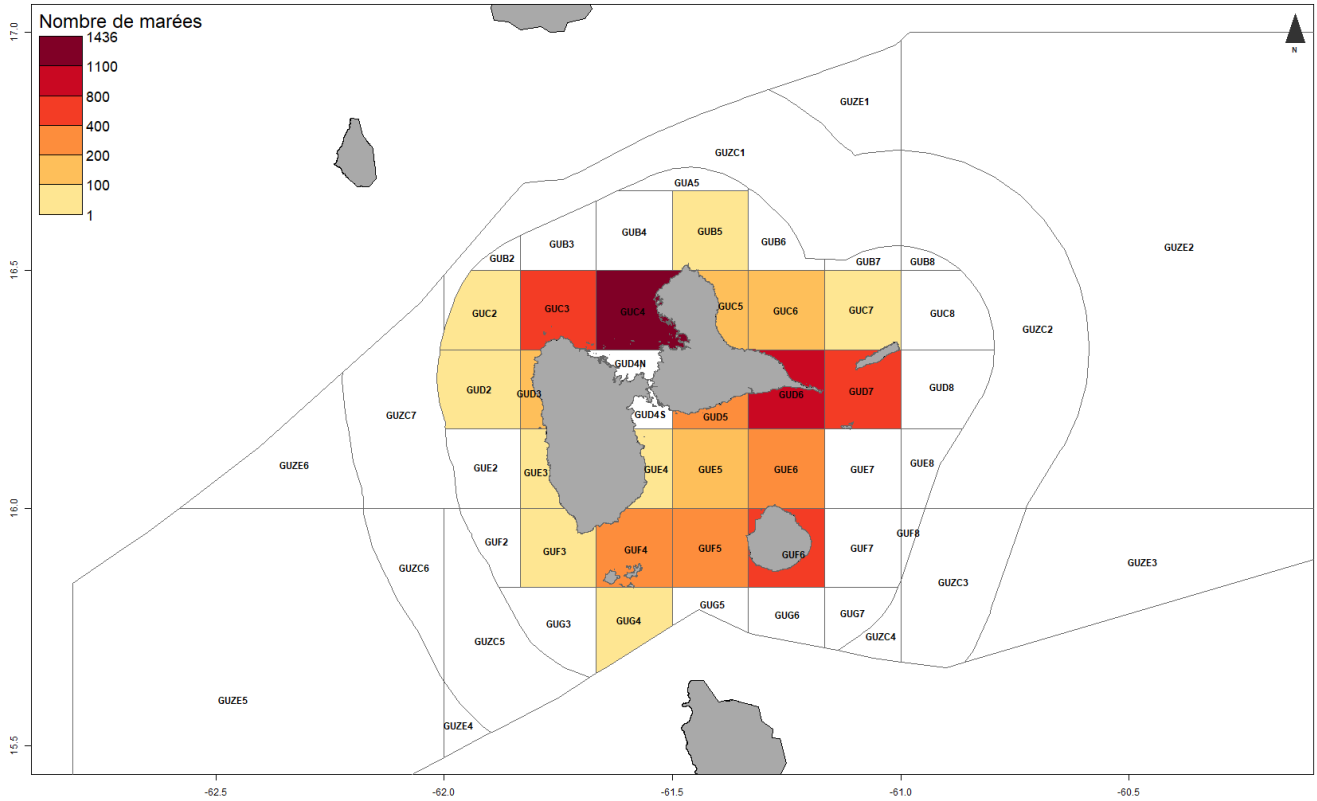 Nombre de marées
1436
1100
800
400
200
100
1
N
17.0
16.5
16.0
15.5
-62.5
-62.0
-61.5
-61.0
-60.5
GUZE1
GUZC1
GUA5
GUB2
GUB3
GUB4
GUB5
GUB6
GUB7
GUB8
GUZE2
GUC2
GUC3
GUC4
GUC5
GUC6
GUC7
GUC8
GUZC2
GUD4N
GUD2
GUD3
GUD4S
GUD5
GUD6
GUD7
GUD8
GUZC7
GUZE6
GUE2
GUE3
GUE4
GUE5
GUE6
GUE7
GUE8
GUF2
GUF3
GUF4
GUF5
GUF6
GUF7
GUF8
GUZE3
GUZC6
GUZC3
GUG3
GUG4
GUG5
GUG6
GUG7
GUZC4
GUZC5
GUZE5
GUZE4